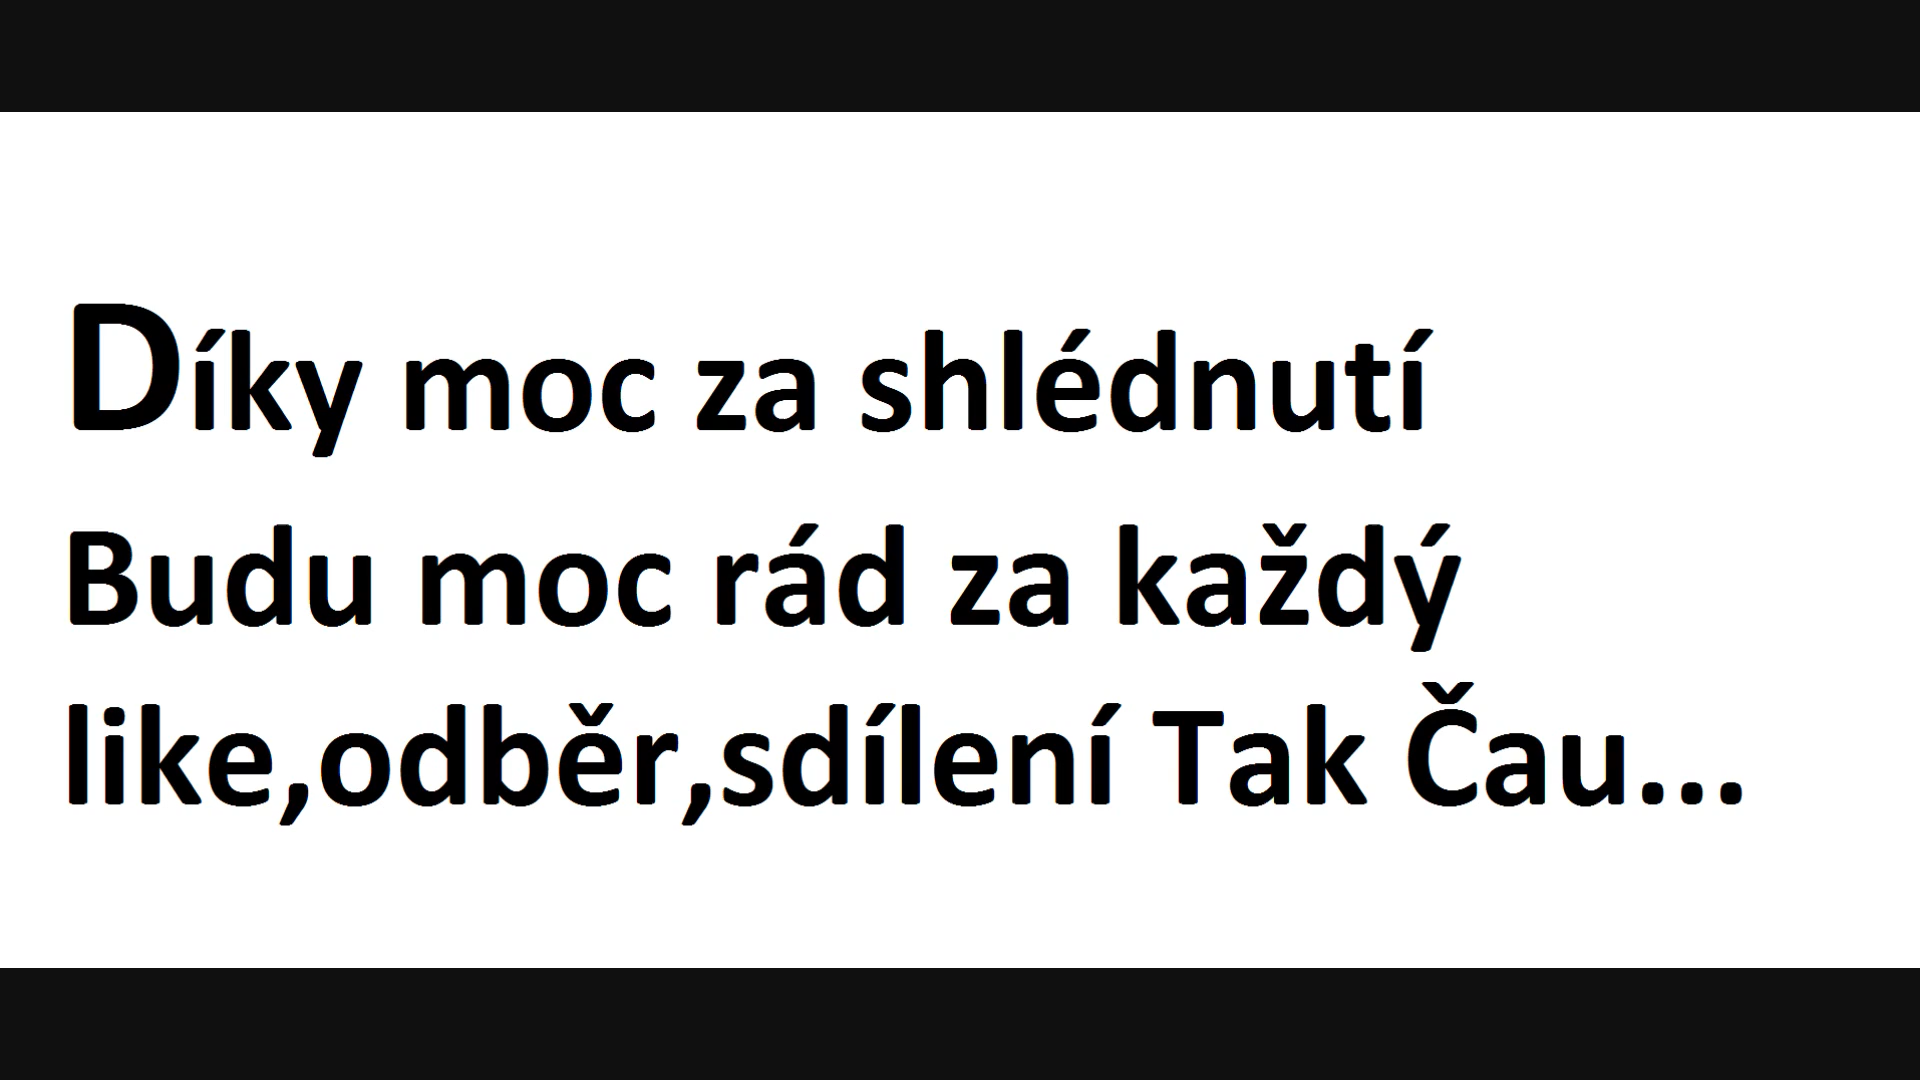 Díky moc za shlédnutí
Budu moc rád za každý
like,odběr,sdílení Tak Čau...